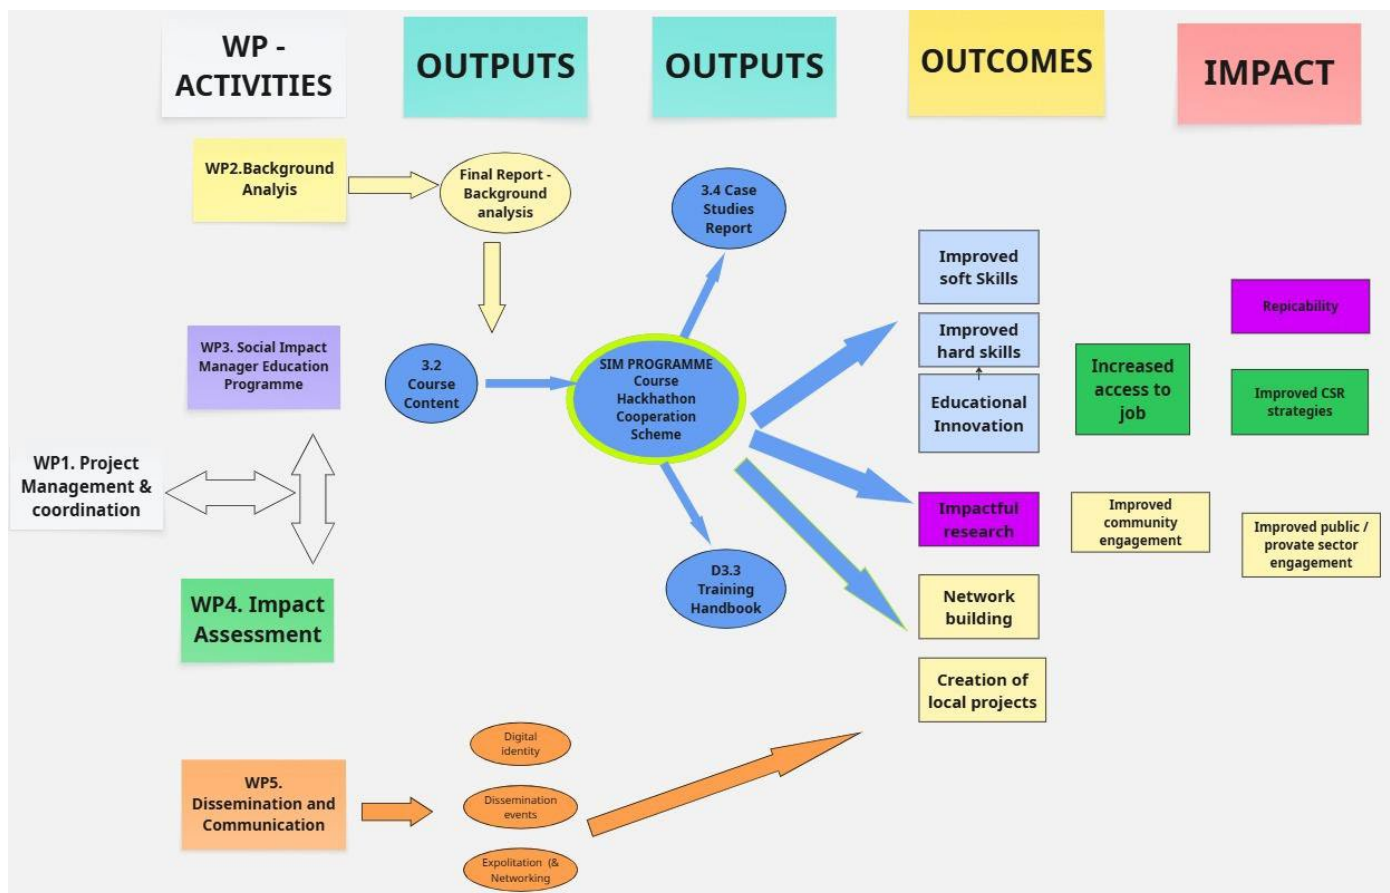 WP -
ACTIVITIES
OUTPUTS
OUTPUTS
OUTCOMES
IMPACT
WP2.Background
Analyis
Final Report -
Background
analysis
3.4 Case
Studies
Report
Improved
soft Skills
Repicability
WP3. Social Impact
Manager Education
Programme
3.2
Course
Content
SIM PROGRAMME
Course
Hackhathon
Cooperation
Scheme
Improved
hard skills
Educational
Innovation
Increased
access to
job
Improved CSR
strategies
WP1. Project
Management &
coordination
Impactful
research
Improved
community
engagement
Improved public /
provate sector
engagement
WP4. Impact
Assessment
D3.3
Training
Handbook
Network
building
Creation of
local projects
WP5.
Dissemination and
Communication
Digital
identity
Dissemination
events
Expolitation (&
Networking